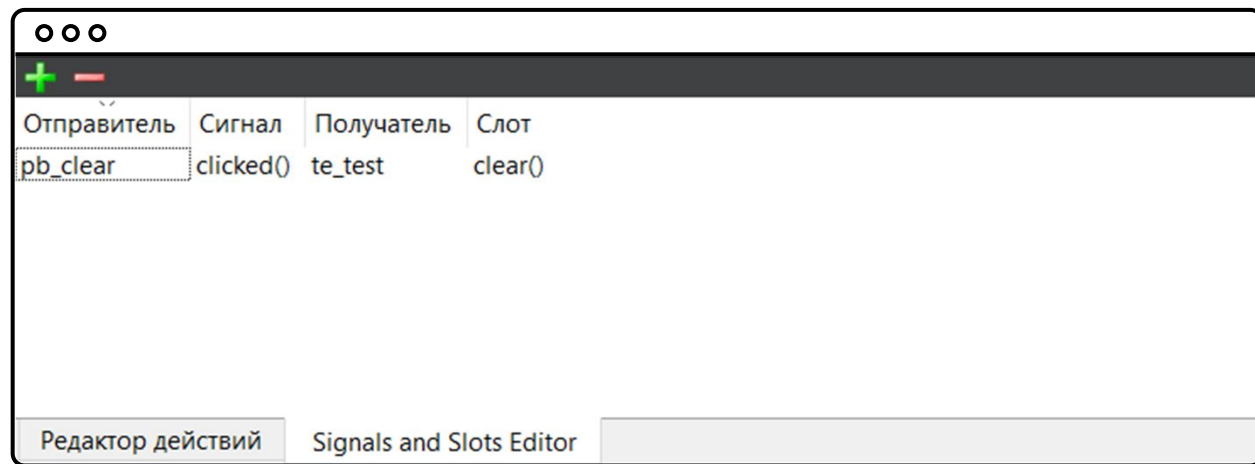 Отправитель Сигнал Получатель Слот
pb_clear clicked() te_test clear()
Редактор действий Signals and Slots Editor